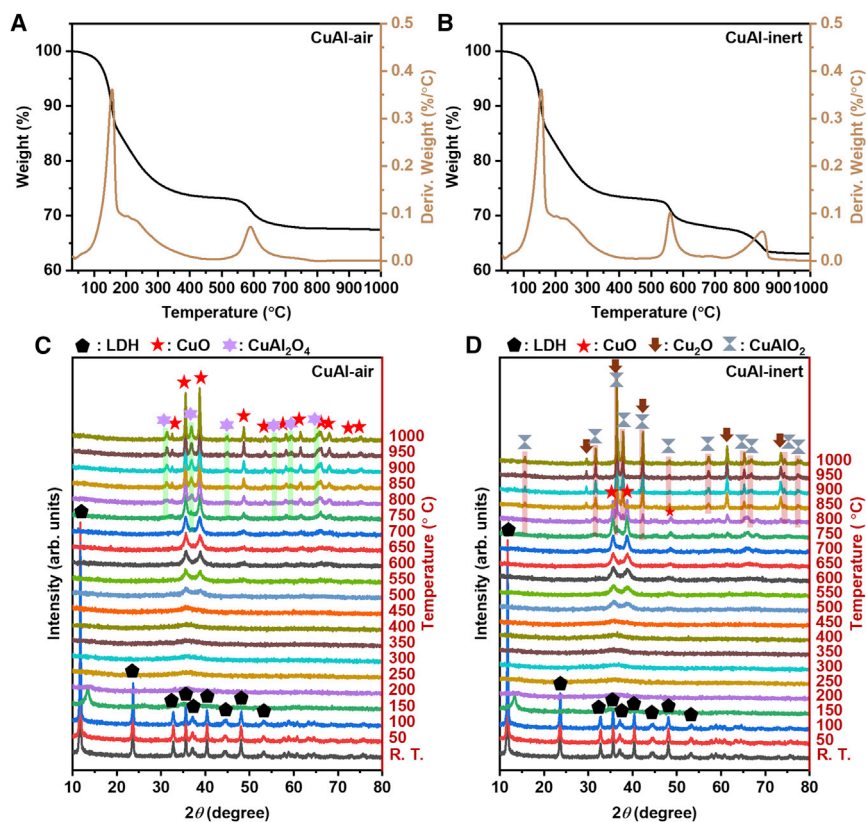 A
CuAl-air
Weight (%)
100
90
80
70
60
0.5
0.4
0.3
0.2
0.1
0.0
Deriv. Weight (%/°C)
100 200 300 400 500 600 700 800 900 1000
Temperature (°C)
B
CuAl-inert
Weight (%)
100
90
80
70
60
0.5
0.4
0.3
0.2
0.1
0.0
Deriv. Weight (%/°C)
100 200 300 400 500 600 700 800 900 1000
Temperature (°C)
C
: LDH : CuO : CuAl₂O₄
CuAl-air
Intensity (arb. units)
1000
950
900
850
800
750
700
650
600
550
500
450
400
350
300
250
200
150
100
50
R. T.
Temperature (° C)
10 20 30 40 50 60 70 80
2θ (degree)
D
: LDH : CuO : Cu₂O : CuAlO₂
CuAl-inert
Intensity (arb. units)
1000
950
900
850
800
750
700
650
600
550
500
450
400
350
300
250
200
150
100
50
R. T.
Temperature (° C)
10 20 30 40 50 60 70 80
2θ (degree)